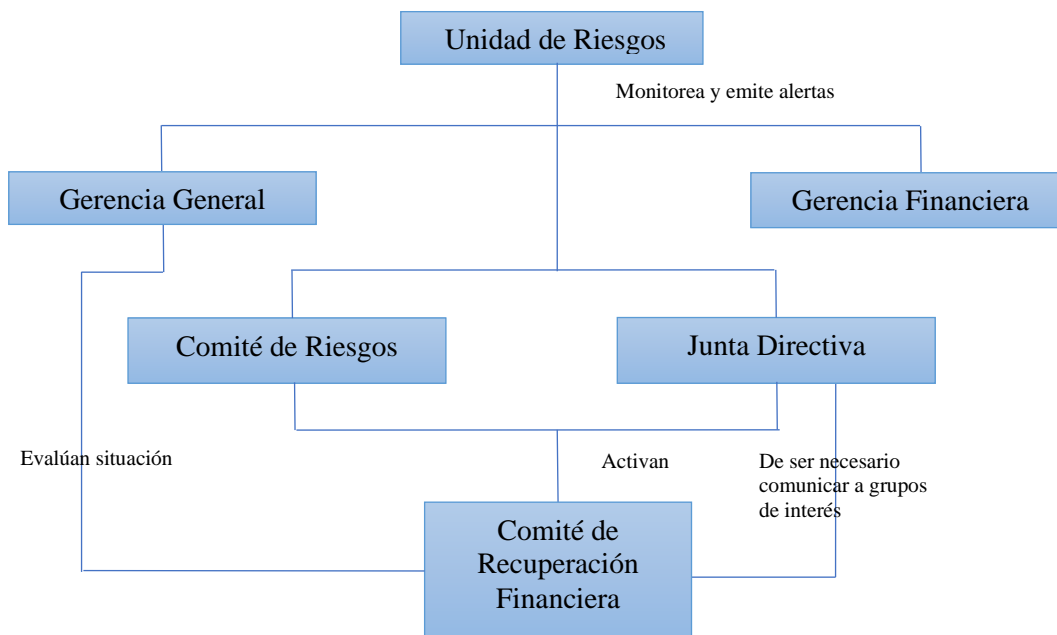 Unidad de Riesgos
Monitorea y emite alertas
Gerencia General
Gerencia Financiera
Comité de Riesgos
Junta Directiva
Evalúan situación
Activan
De ser necesario
comunicar a grupos
de interés
Comité de
Recuperación
Financiera